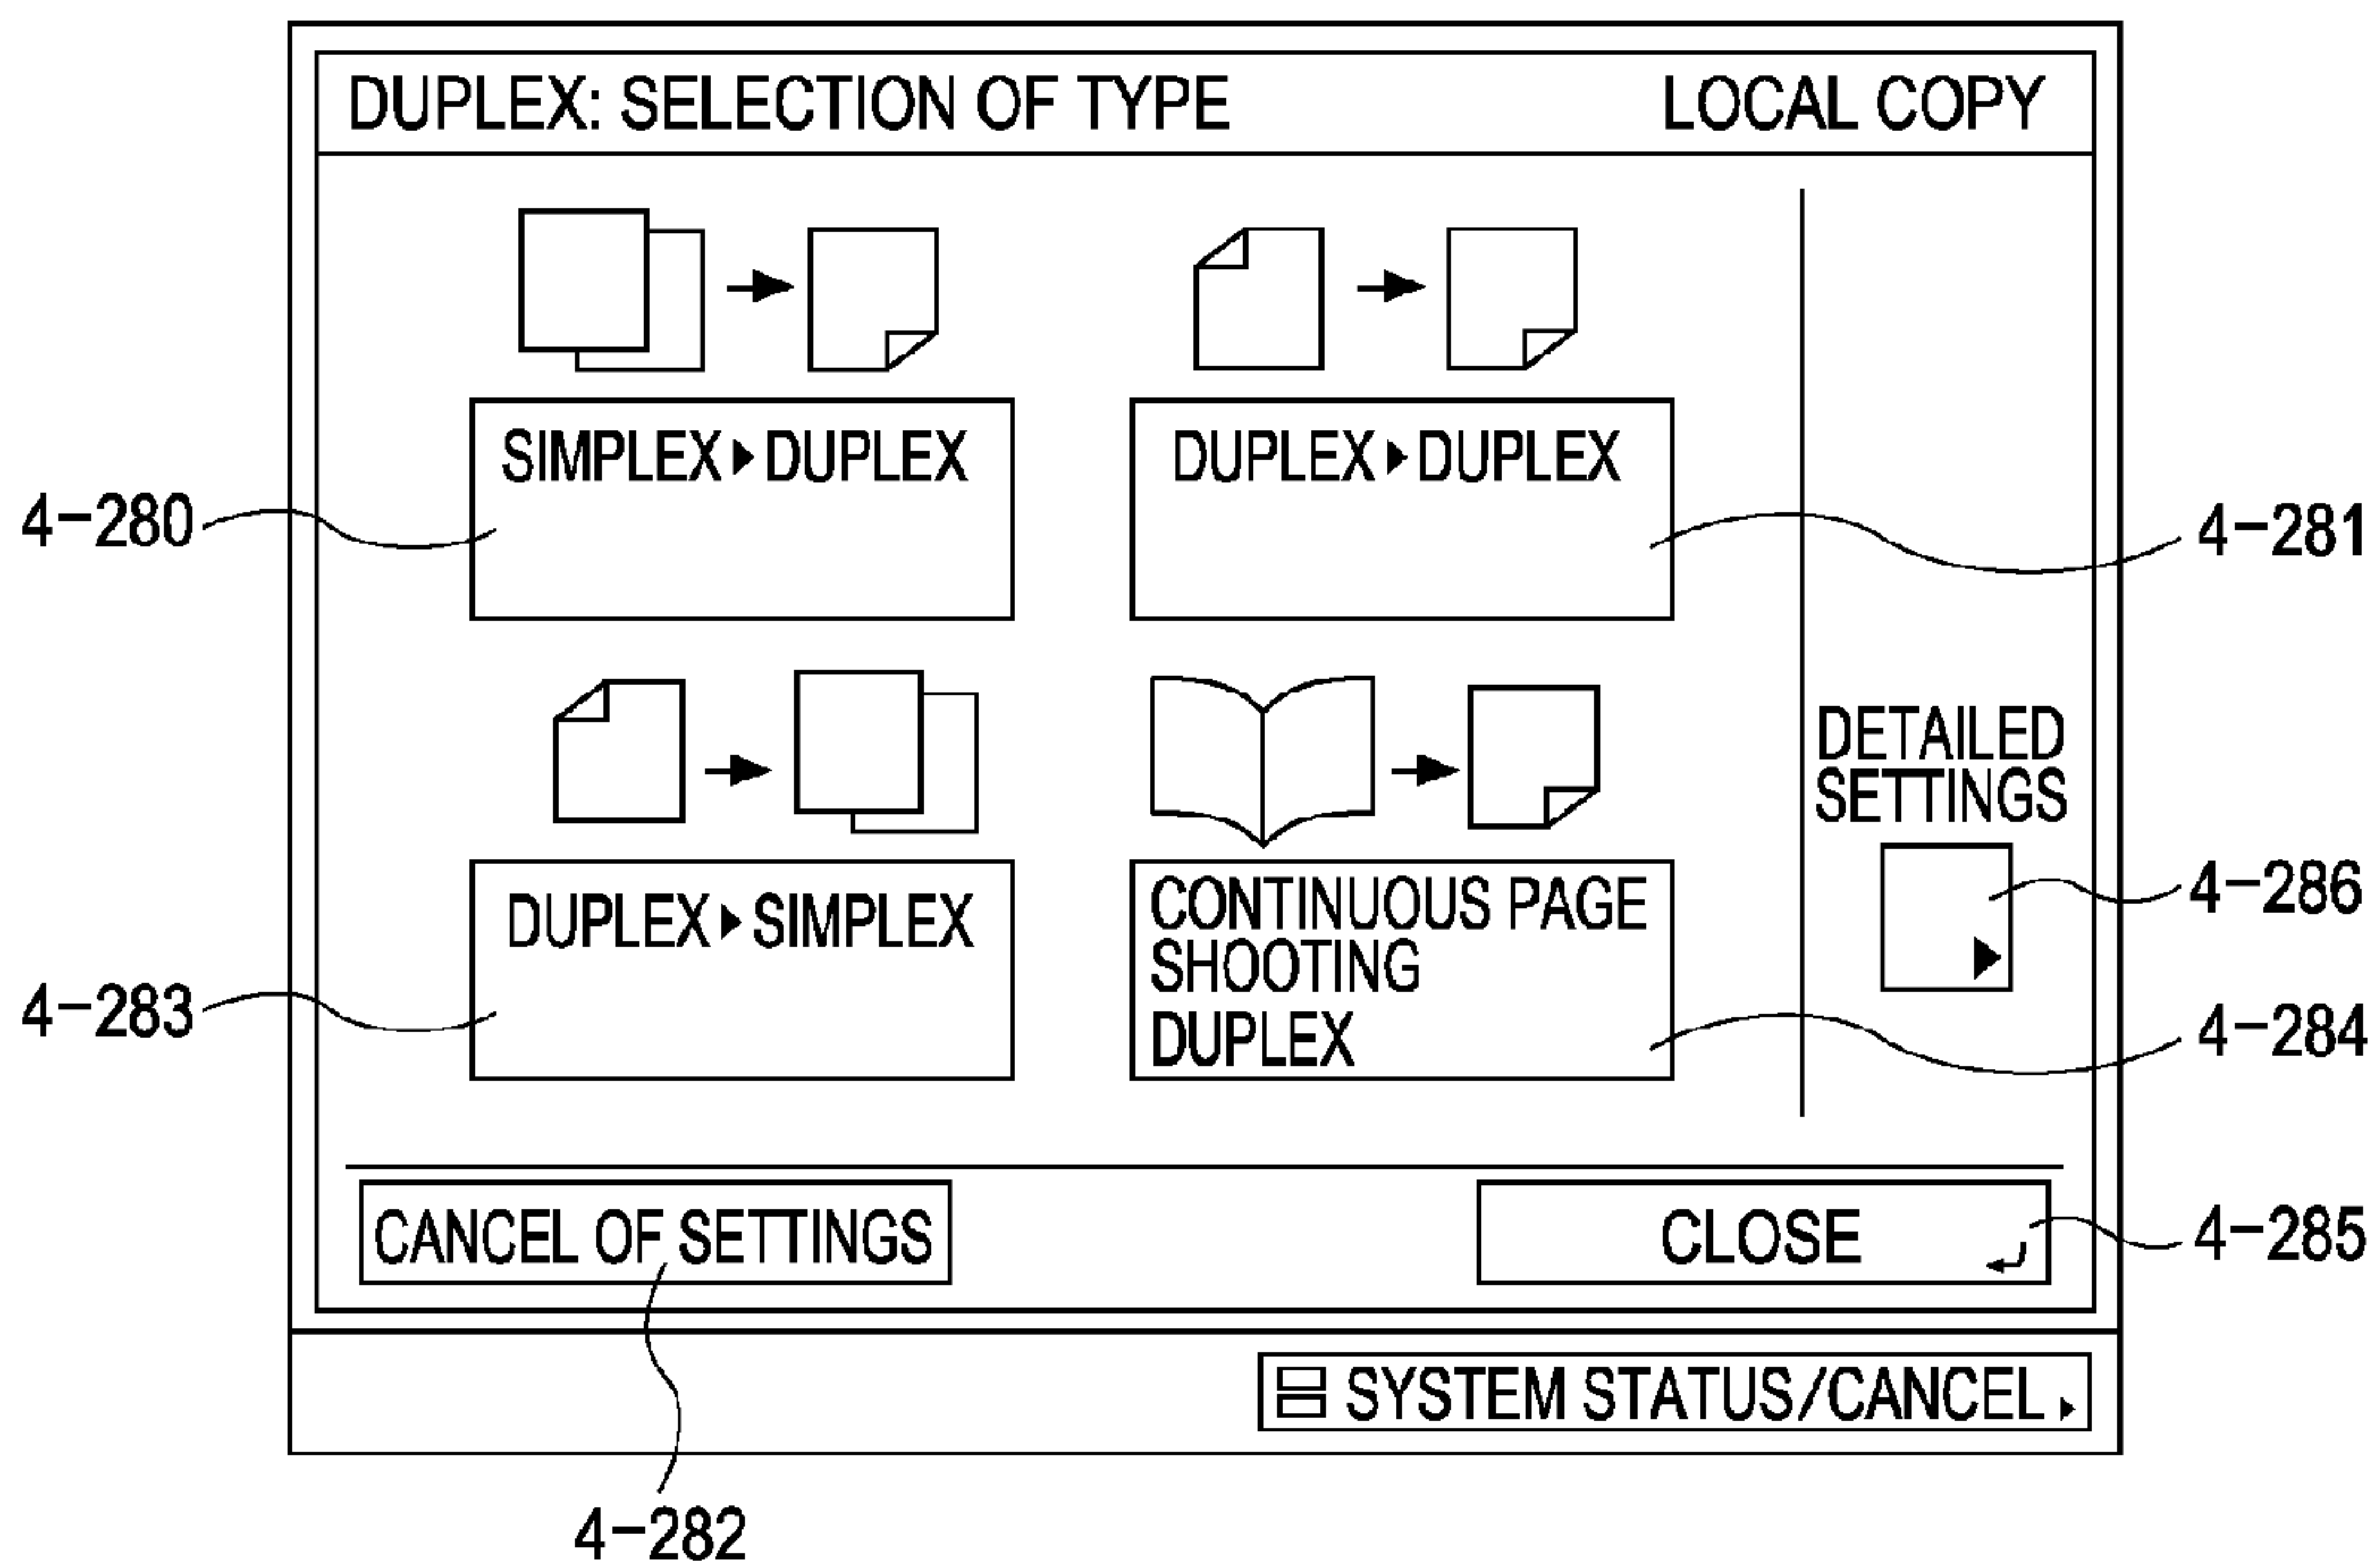 DUPLEX: SELECTION OF TYPE
LOCAL COPY
SIMPLEX▶DUPLEX
DUPLEX▶DUPLEX
4-280
4-281
DETAILED
SETTINGS
DUPLEX▶SIMPLEX
CONTINUOUS PAGE
SHOOTING
DUPLEX
4-286
4-283
4-284
CANCEL OF SETTINGS
CLOSE
4-285
SYSTEM STATUS/CANCEL
4-282